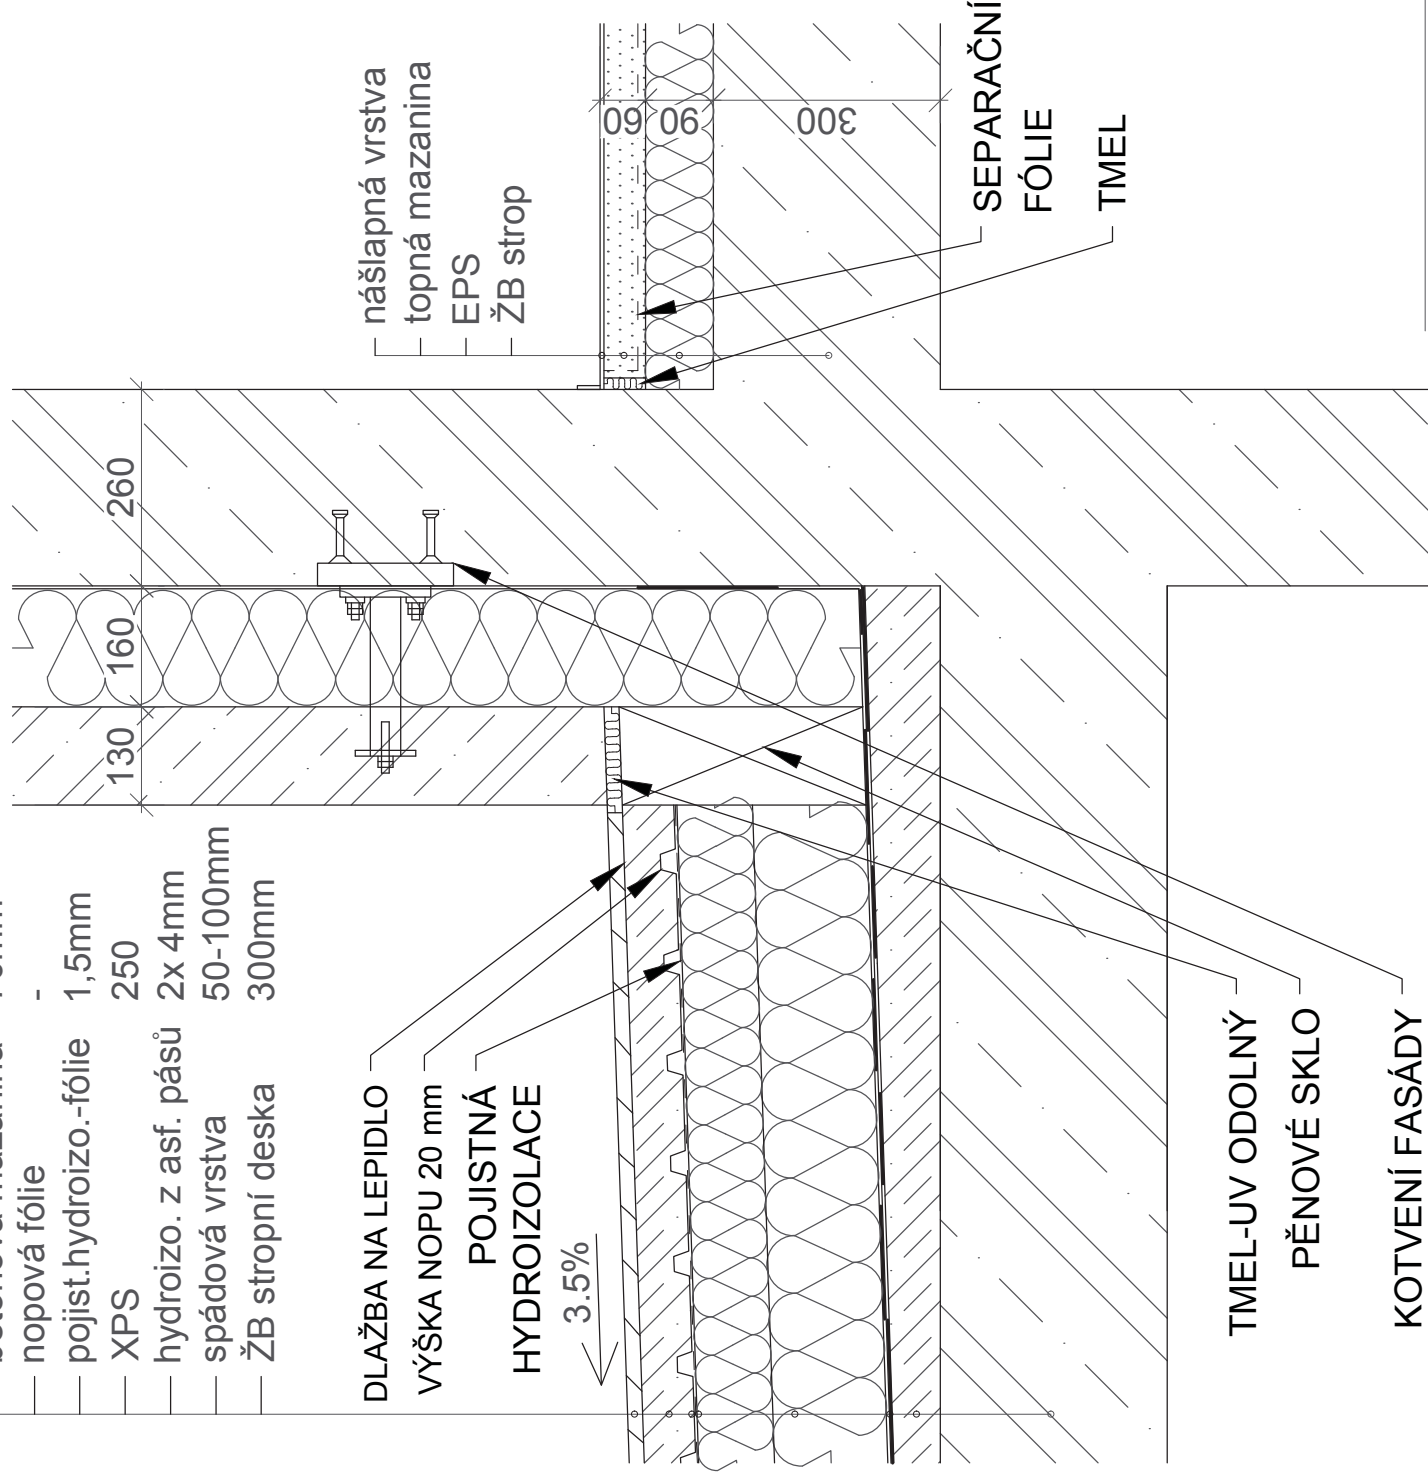 nopová fólie -
pojist.hydroizo.-fólie 1,5mm
XPS 250
hydroizo. z asf. pásů 2x 4mm
spádová vrstva 50-100mm
ŽB stropní deska 300mm
130
160
260
nášlapná vrstva
topná mazanina
EPS
ŽB strop
60
90
300
DLAŽBA NA LEPIDLO
VÝŠKA NOPU 20 mm
POJISTNÁ
HYDROIZOLACE
3.5%
SEPARAČNÍ
FÓLIE
TMEL
TMEL-UV ODOLNÝ
PĚNOVÉ SKLO
KOTVENÍ FASÁDY